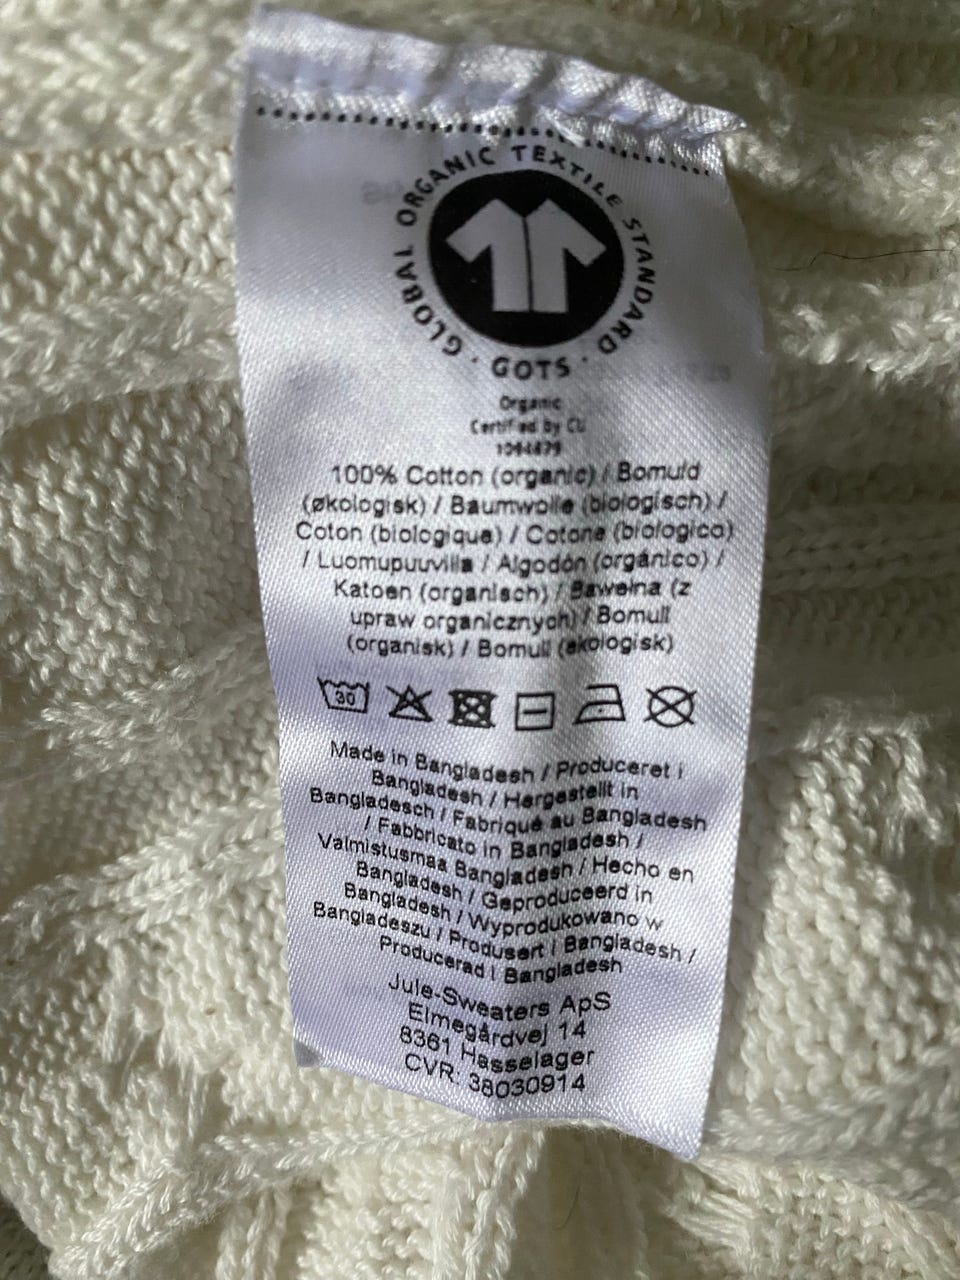 GLOBAL ORGANIC TEXTILE STANDARD · GOTS ·
Organic
Certified by CU
1094479
100% Cotton (organic) / Bomuld
(økologisk) / Baumwolle (biologisch) /
Coton (biologique) / Cotone (biologico)
/ Luomupuuvilla / Algodón (orgánico) /
Katoen (organisch) / Bawełna (z
upraw organicznych) / Bomull
(organisk) / Bomull (økologisk)
30
Made in Bangladesh / Produceret i
Bangladesh / Hergestellt in
Bangladesch / Fabriqué au Bangladesh
/ Fabbricato in Bangladesh /
Valmistusmaa Bangladesh / Hecho en
Bangladesh / Geproduceerd in
Bangladesh / Wyprodukowano w
Bangladeszu / Produsert i Bangladesh /
Producerad i Bangladesh
Jule-Sweaters ApS
Elmegårdvej 14
8361 Hasselager
CVR: 38030914